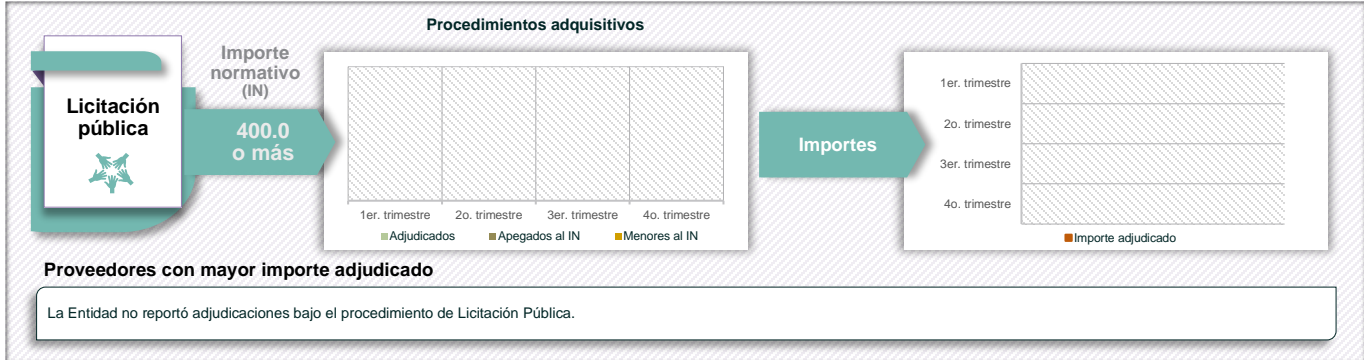 Procedimientos adquisitivos
Licitación
pública
Importe
normativo
(IN)
400.0
o más
1er. trimestre 2o. trimestre 3er. trimestre 4o. trimestre
Adjudicados Apegados al IN Menores al IN
Importes
1er. trimestre
2o. trimestre
3er. trimestre
4o. trimestre
Importe adjudicado
Proveedores con mayor importe adjudicado
La Entidad no reportó adjudicaciones bajo el procedimiento de Licitación Pública.